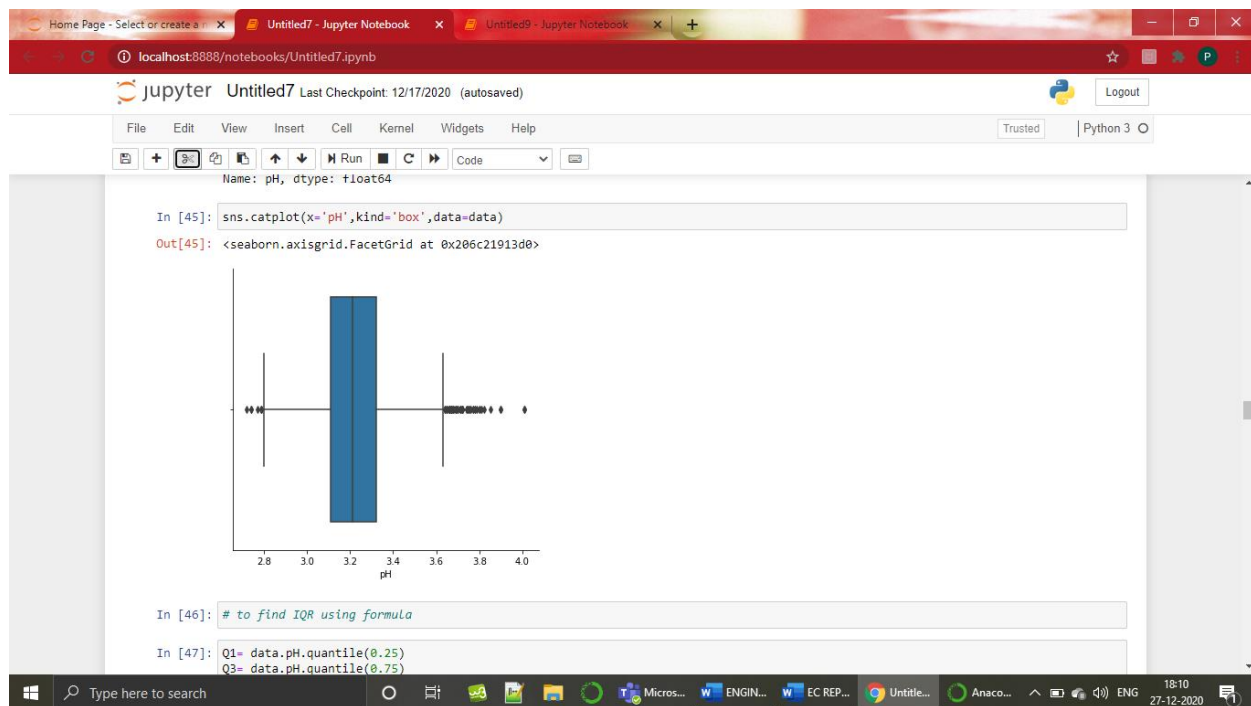 Home Page - Select or create a n
Untitled7 - Jupyter Notebook
Untitled9 - Jupyter Notebook
localhost:8888/notebooks/Untitled7.ipynb
P
jupyter Untitled7 Last Checkpoint: 12/17/2020 (autosaved)
Logout
File Edit View Insert Cell Kernel Widgets Help
Trusted
Python 3
Run
Code
Name: pH, dtype: float64
In [45]: sns.catplot(x='pH',kind='box',data=data)
Out[45]: <seaborn.axisgrid.FacetGrid at 0x206c21913d0>
2.8 3.0 3.2 3.4 3.6 3.8 4.0
pH
In [46]: # to find IQR using formula
In [47]: Q1= data.pH.quantile(0.25)
Q3= data.pH.quantile(0.75)
Type here to search
Micros...
ENGIN...
EC REP...
Untitle...
Anaco...
ENG
18:10
27-12-2020